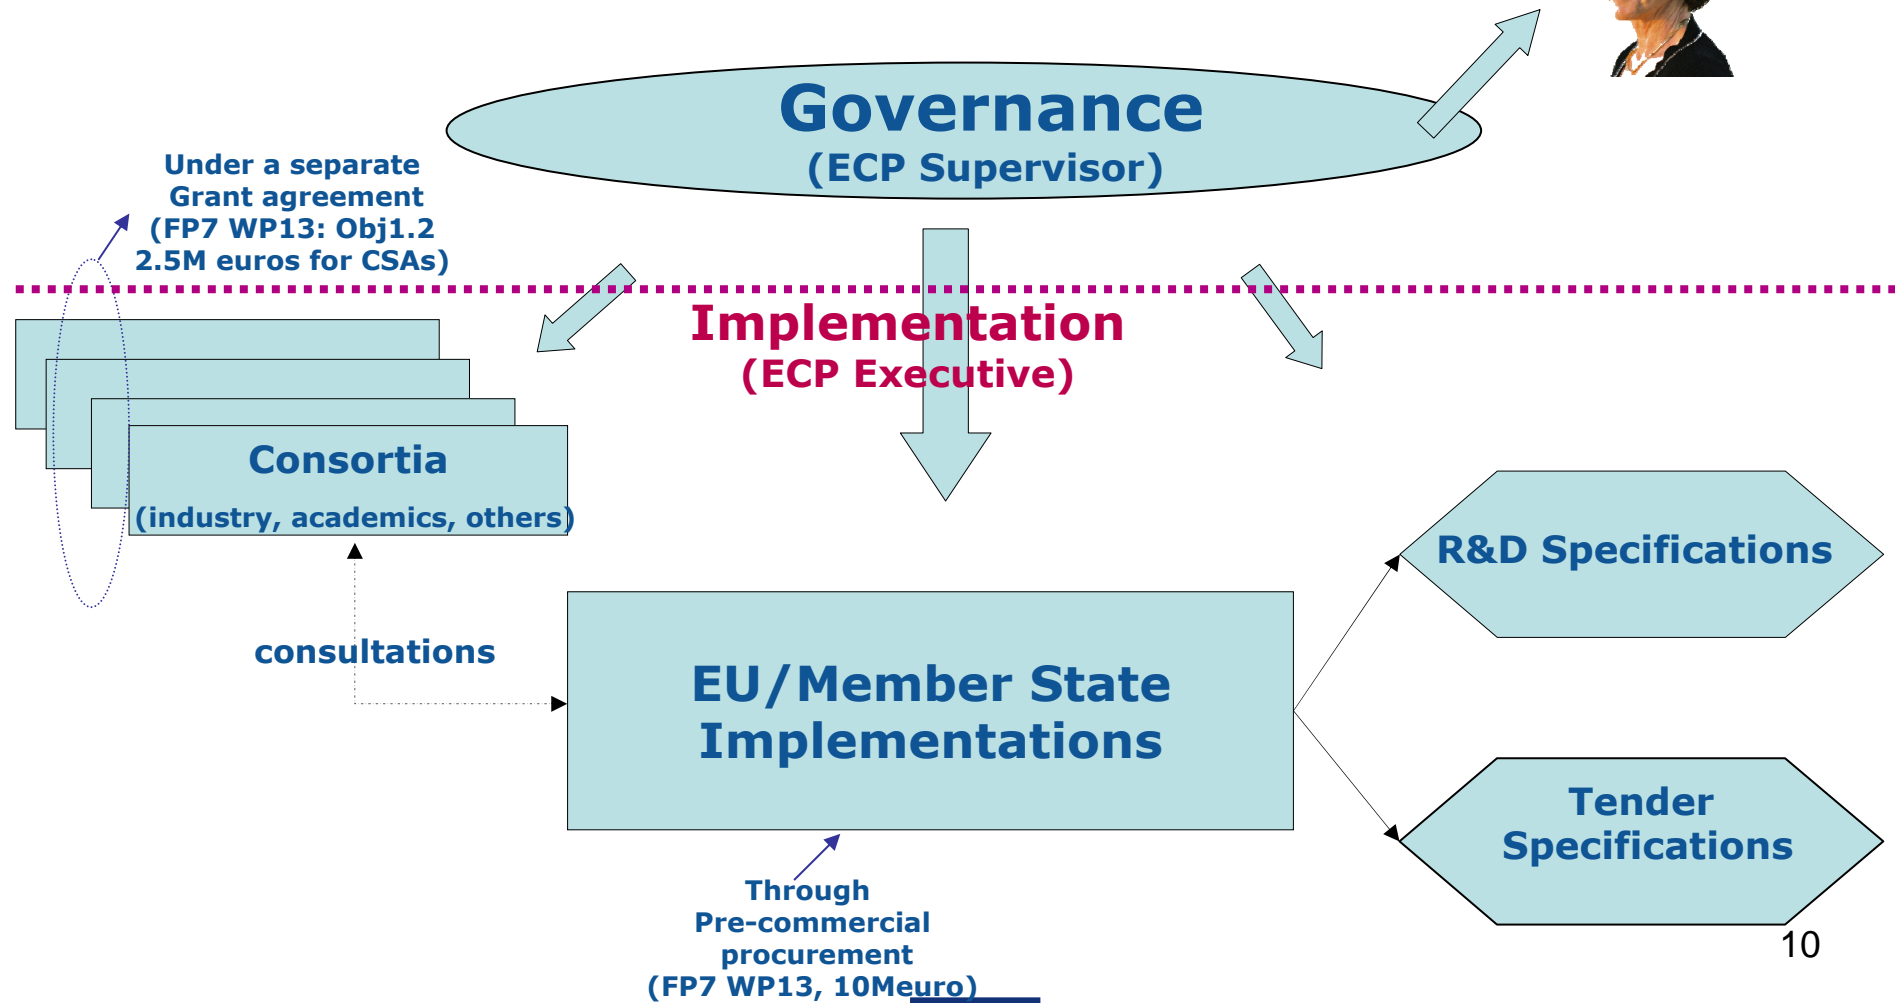 Governance
(ECP Supervisor)
Under a separate
Grant agreement
(FP7 WP13: Obj1.2
2.5M euros for CSAs)
Implementation
(ECP Executive)
Consortia
(industry, academics, others)
consultations
EU/Member State
Implementations
R&D Specifications
Tender
Specifications
Through
Pre-commercial
procurement
(FP7 WP13, 10Meuro)
10